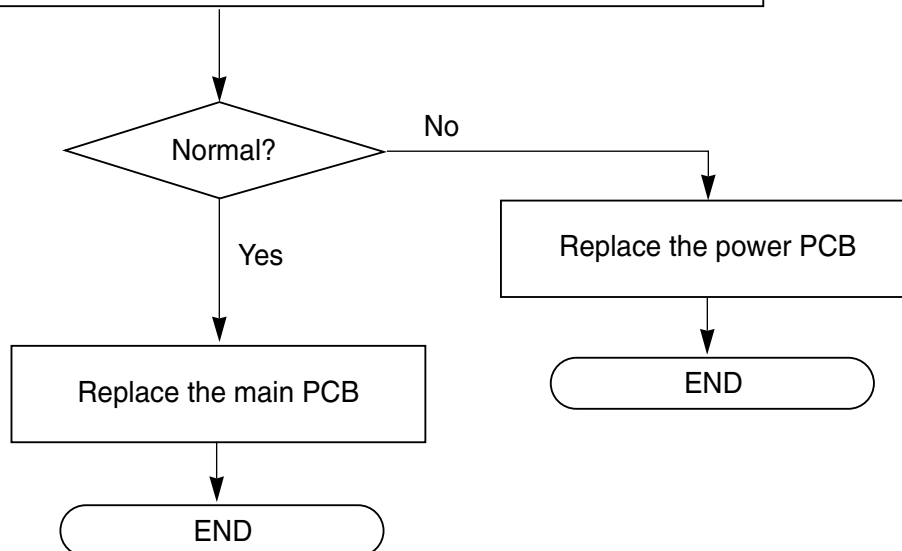 No
Normal?
Yes
Replace the power PCB
Replace the main PCB
END
END